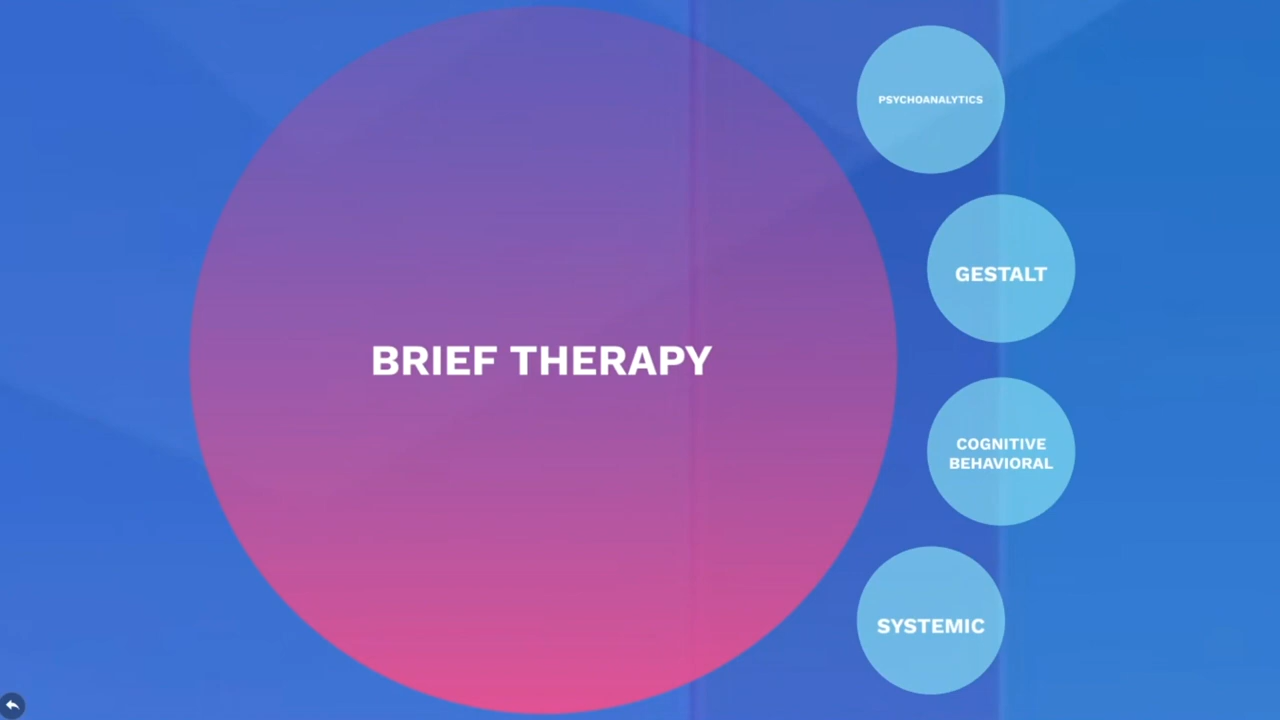 BRIEF THERAPY
PSYCHOANALYTICS
GESTALT
COGNITIVE
BEHAVIORAL
SYSTEMIC